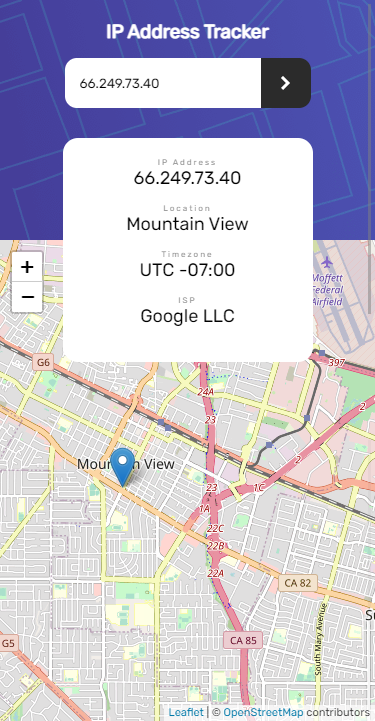 IP Address Tracker
66.249.73.40
IP Address
66.249.73.40
Location
Mountain View
Timezone
UTC -07:00
ISP
Google LLC
+
−
Moffett
Federal
Airfield
G6
397
24A
2
23
Mountain View
2
23
1C
1A
22C
22B
22A
CA 82
South Mary Avenue
CA 85
G5
Leaflet | © OpenStreetMap contributors